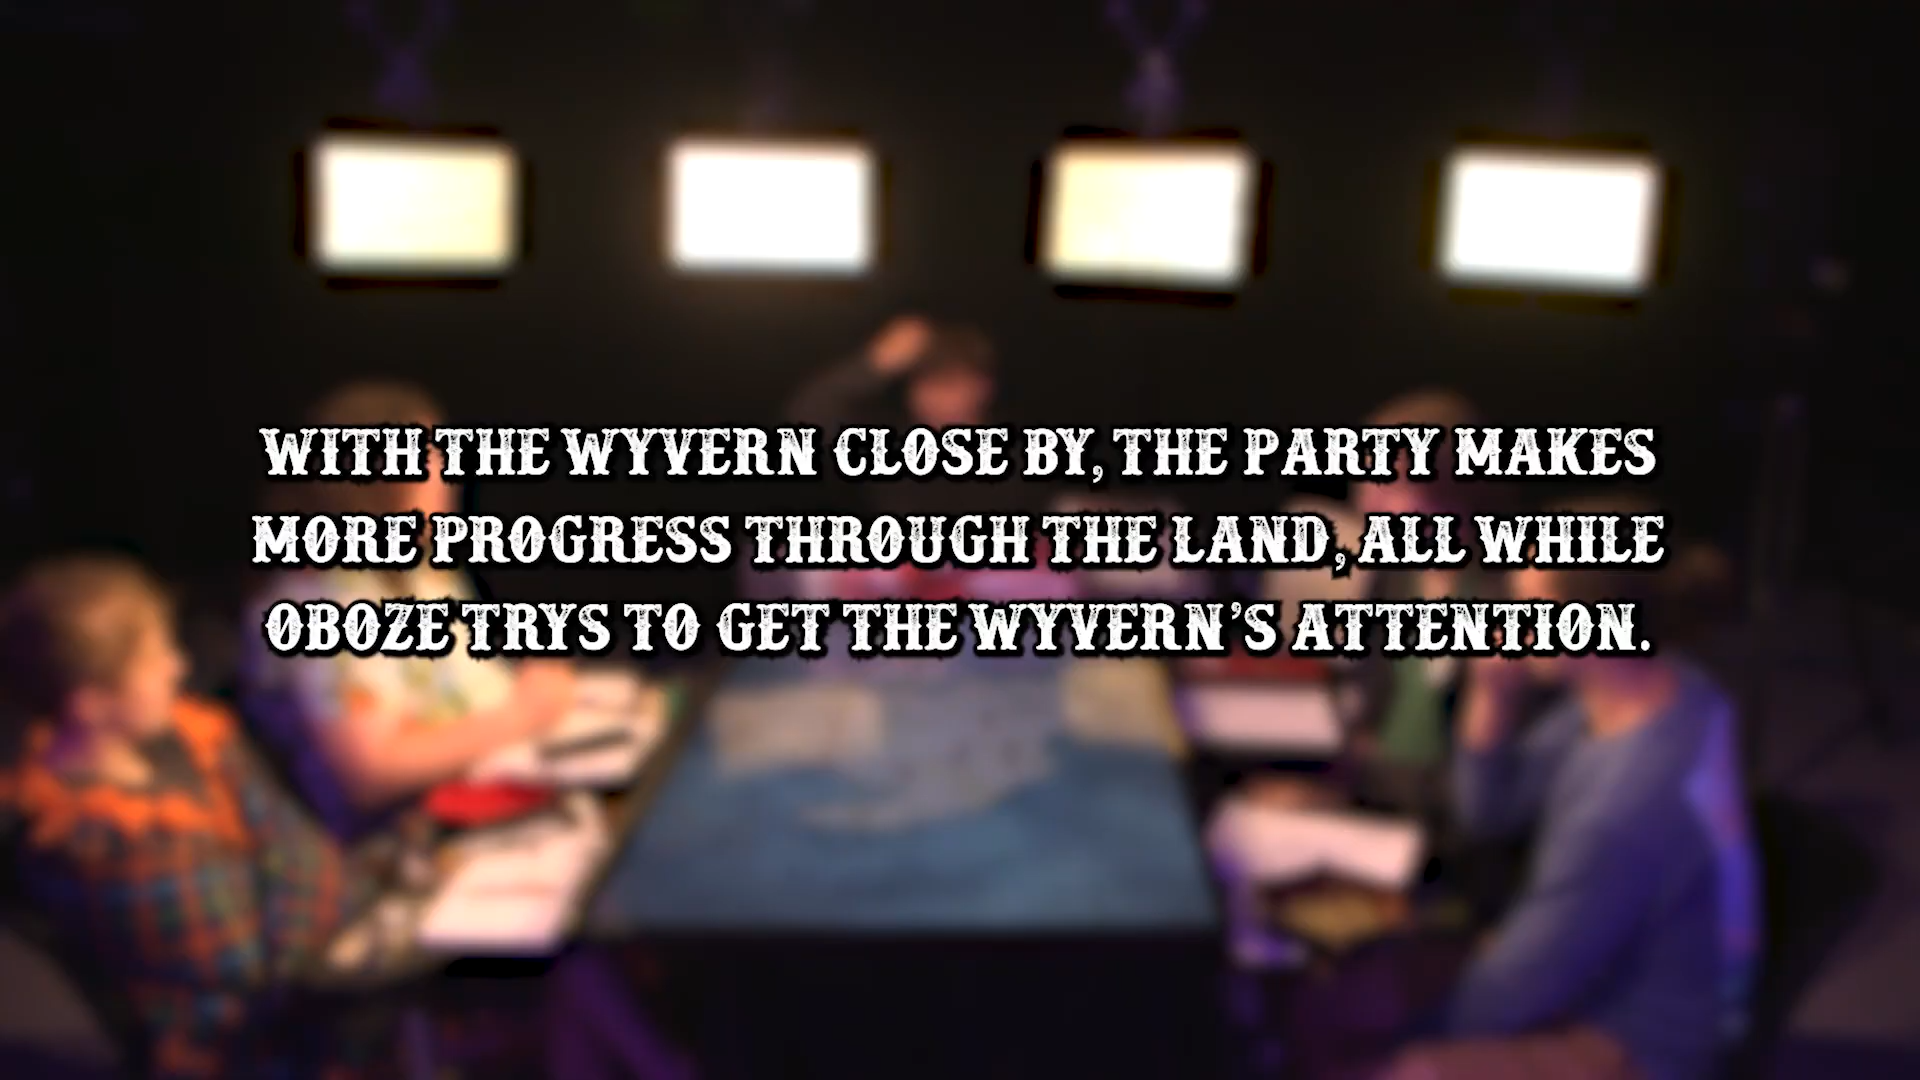 WITH THE WYVERN CLOSE BY, THE PARTY MAKES
MORE PROGRESS THROUGH THE LAND, ALL WHILE
OBOZE TRYS TO GET THE WYVERN'S ATTENTION.